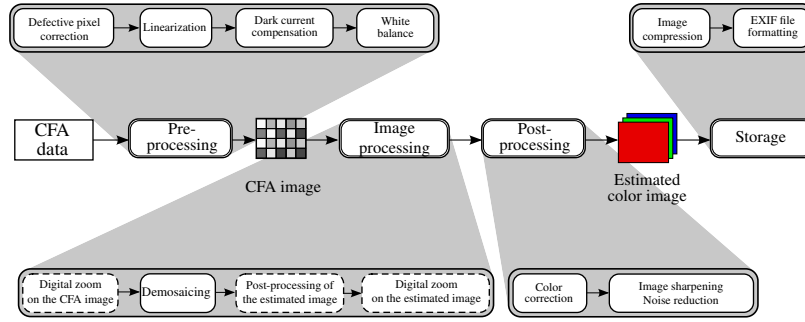 Defective pixel
correction
Linearization
Dark current
compensation
White
balance
Image
compression
EXIF file
formatting
CFA
data
Pre-
processing
CFA image
Image
processing
Post-
processing
Estimated
color image
Storage
Digital zoom
on the CFA image
Demosaicing
Post-processing of
the estimated image
Digital zoom
on the estimated image
Color
correction
Image sharpening
Noise reduction